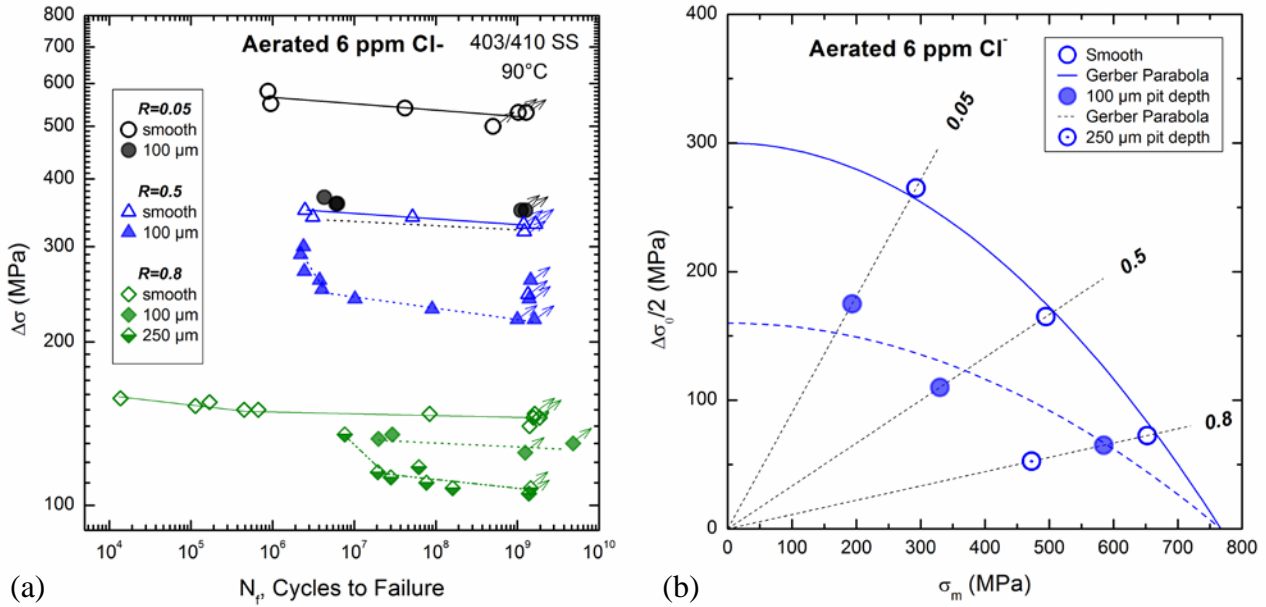 Aerated 6 ppm Cl-
403/410 SS
90°C
R=0.05
smooth
100 µm
R=0.5
smooth
100 µm
R=0.8
smooth
100 µm
250 µm
800
700
600
500
400
300
200
100
Δσ (MPa)
10⁴
10⁵
10⁶
10⁷
10⁸
10⁹
10¹⁰
N_f, Cycles to Failure
(a)
Aerated 6 ppm Cl⁻
Smooth
Gerber Parabola
100 µm pit depth
Gerber Parabola
250 µm pit depth
0.05
0.5
0.8
400
300
200
100
0
Δσ₀/2 (MPa)
0
100
200
300
400
500
600
700
800
σ_m (MPa)
(b)